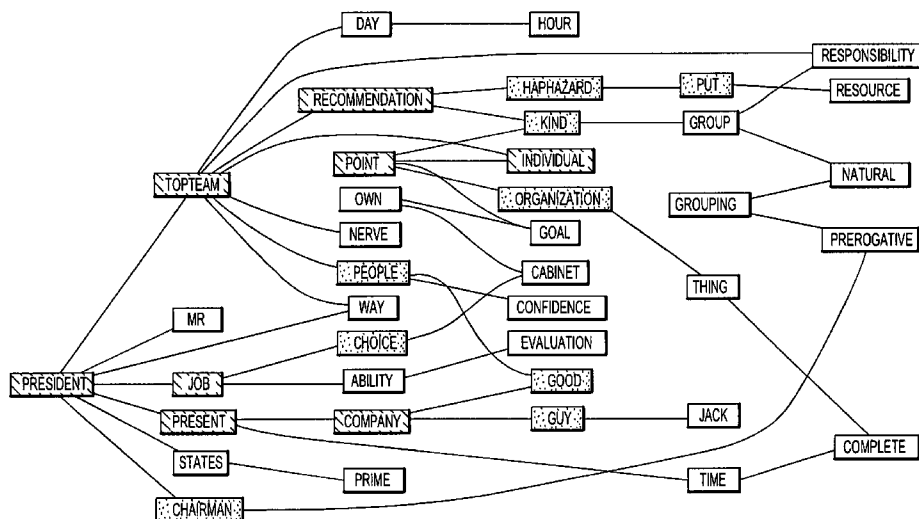 DAY
HOUR
RESPONSIBILITY
RECOMMENDATION
HAPHAZARD
PUT
RESOURCE
KIND
GROUP
POINT
INDIVIDUAL
NATURAL
TOPTEAM
OWN
ORGANIZATION
GROUPING
NERVE
GOAL
PREROGATIVE
PEOPLE
CABINET
THING
WAY
CONFIDENCE
MR
CHOICE
EVALUATION
PRESIDENT
JOB
ABILITY
GOOD
PRESENT
COMPANY
GUY
JACK
COMPLETE
STATES
PRIME
TIME
CHAIRMAN